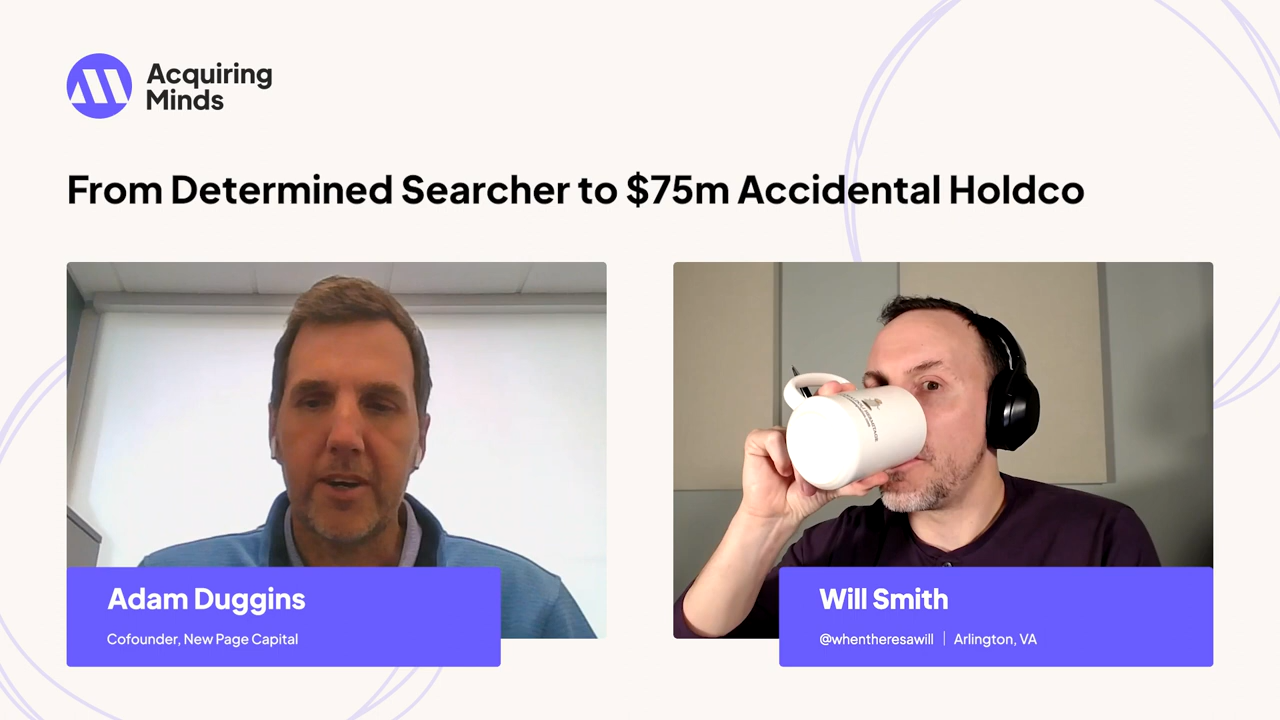 Acquiring
Minds
From Determined Searcher to $75m Accidental Holdco
Adam Duggins
Cofounder, New Page Capital
Will Smith
@whentheresawill | Arlington, VA